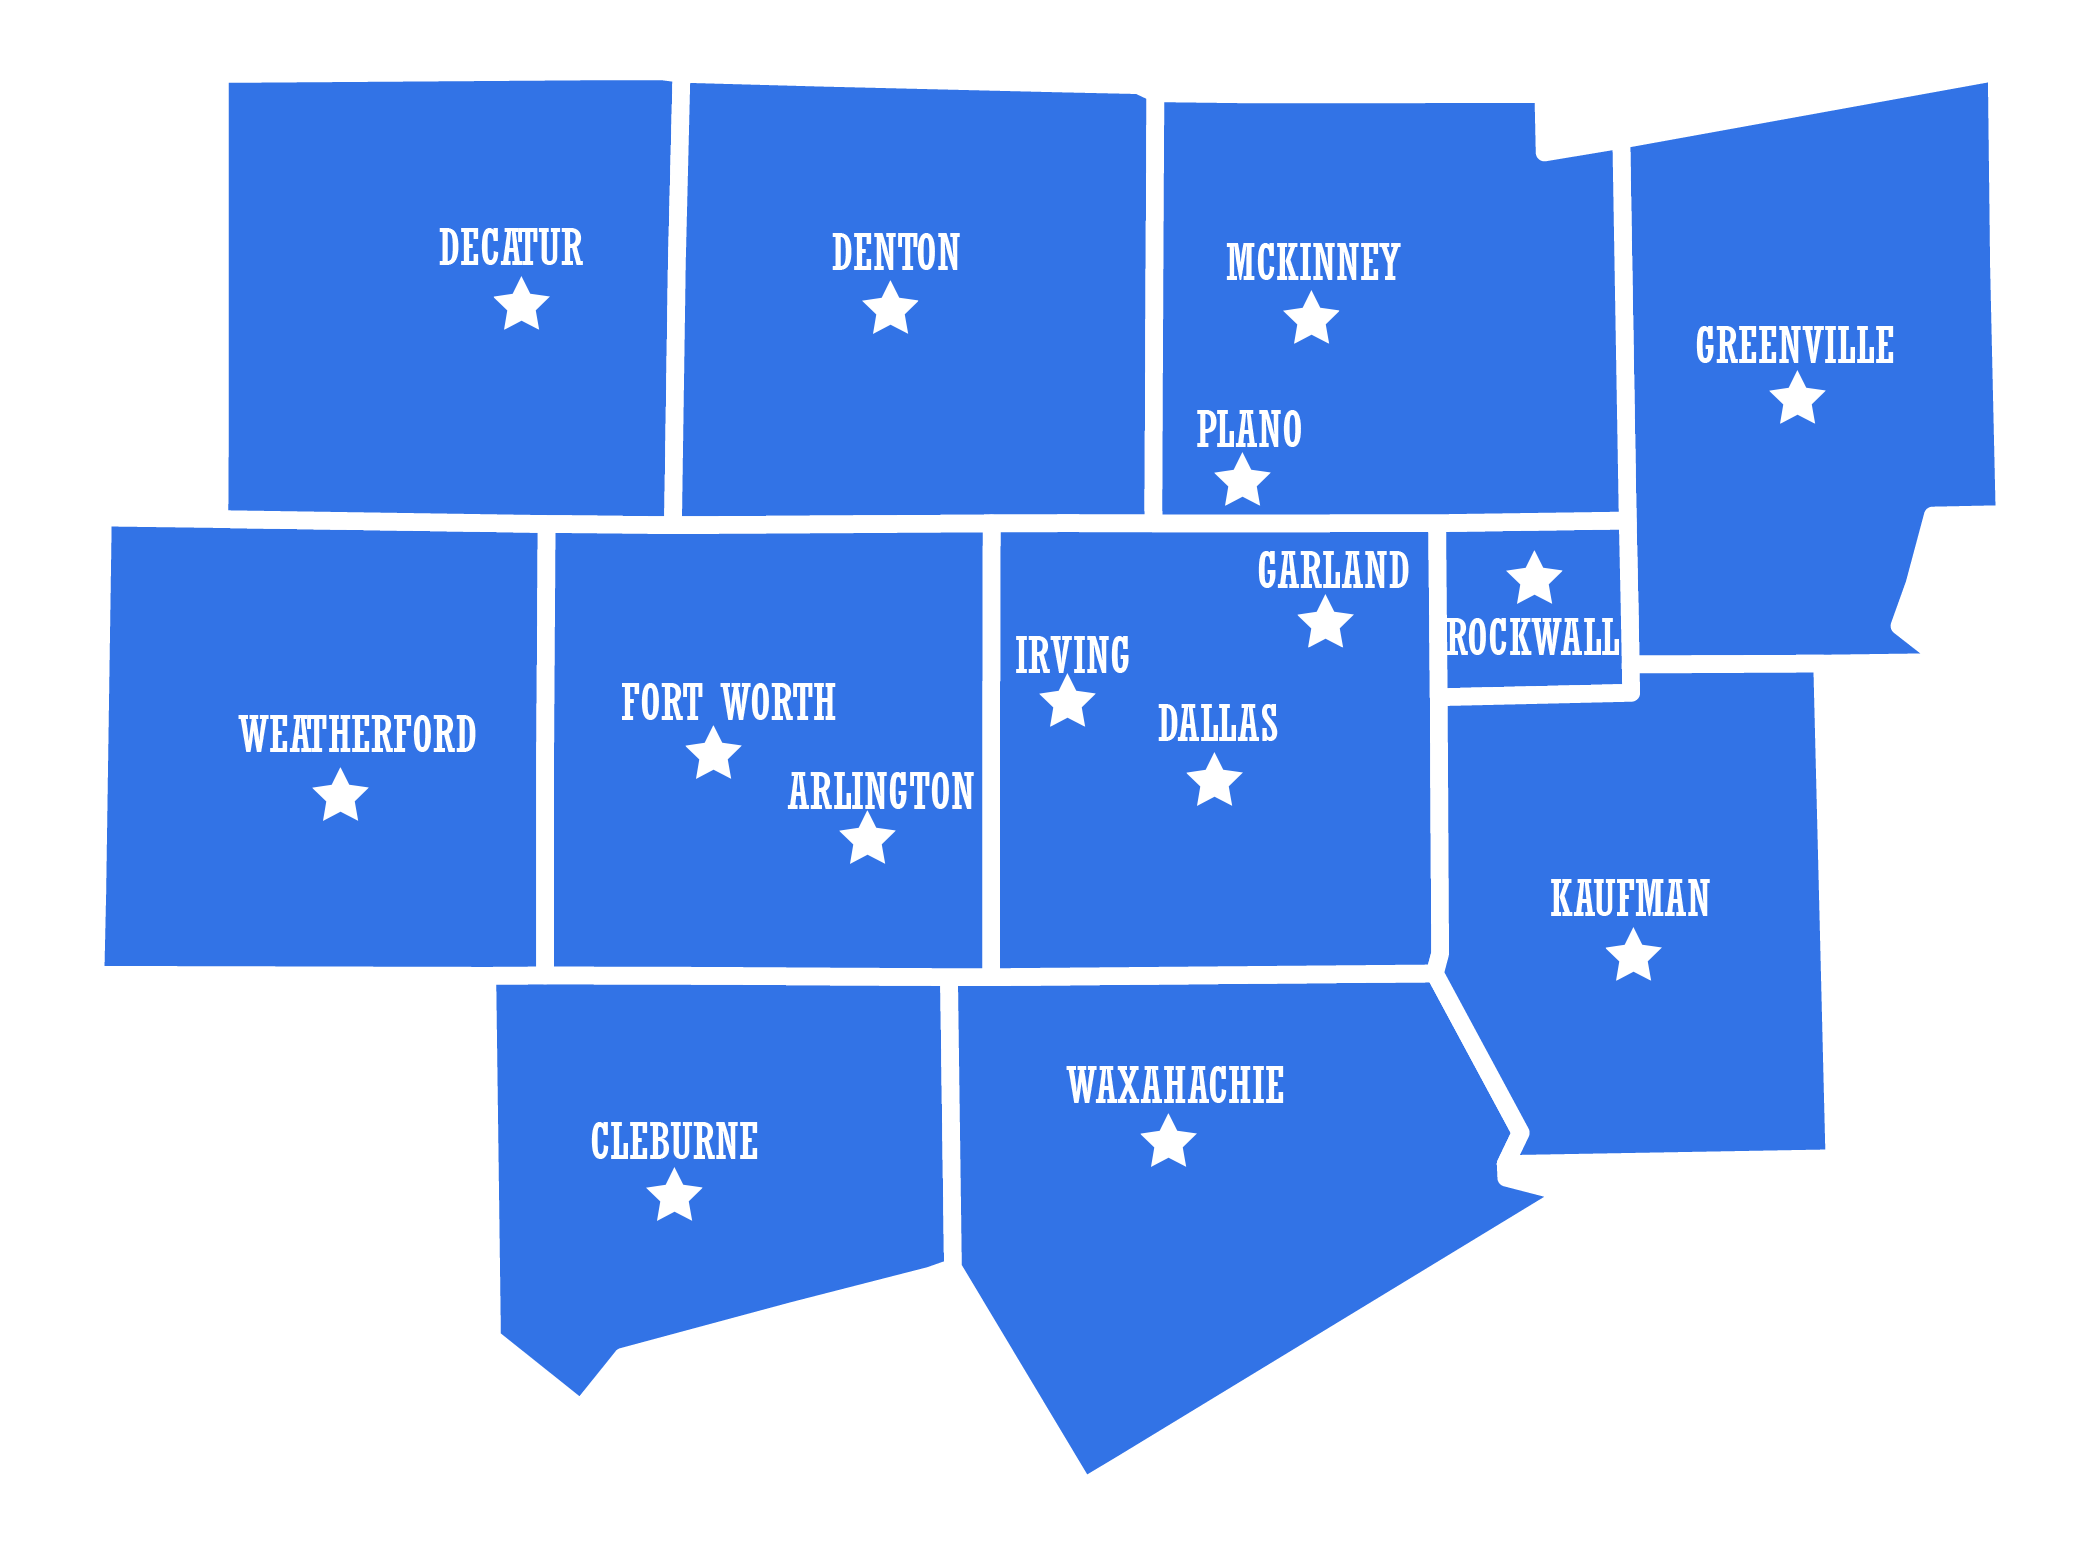 DECATUR
DENTON
MCKINNEY
GREENVILLE
PLANO
GARLAND
ROCKWALL
IRVING
FORT WORTH
DALLAS
WEATHERFORD
ARLINGTON
KAUFMAN
WAXAHACHIE
CLEBURNE